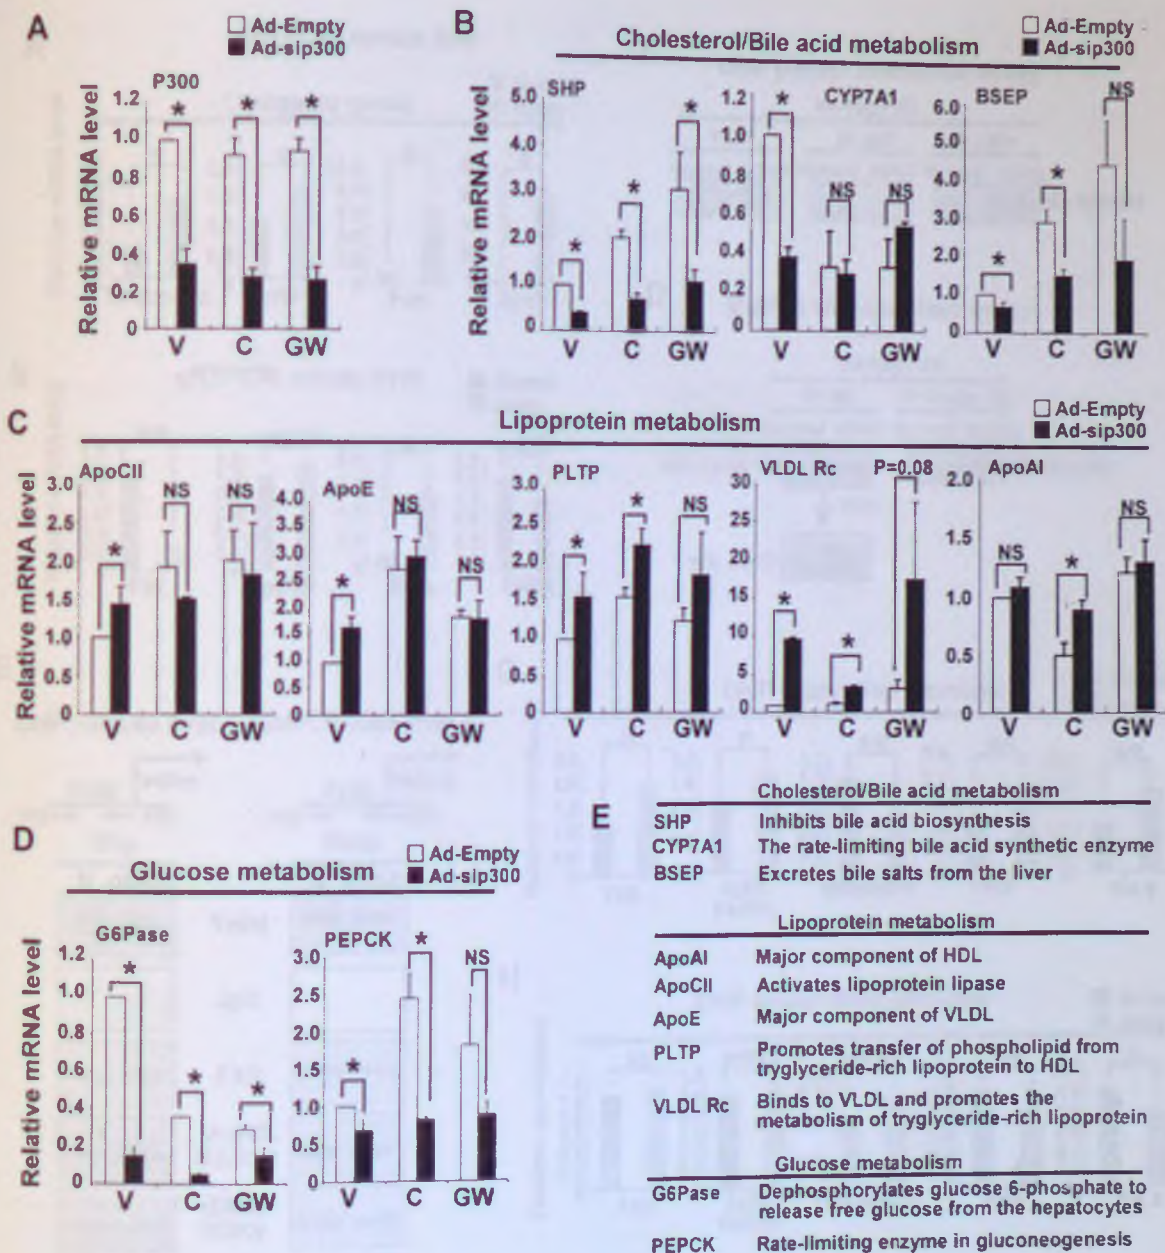 A
Ad-Empty
Ad-sip300
P300
Relative mRNA level
1.2
1.0
0.8
0.6
0.4
0.2
0
*
*
*
V C GW
B
Ad-Empty
Ad-sip300
Cholesterol/Bile acid metabolism
Relative mRNA level
SHP
5.0
4.0
3.0
2.0
1.0
0
*
*
*
V C GW
CYP7A1
1.2
1.0
0.8
0.6
0.4
0.2
0
*
NS
NS
V C GW
BSEP
6.0
5.0
4.0
3.0
2.0
1.0
0
*
*
NS
V C GW
C
Lipoprotein metabolism
Ad-Empty
Ad-sip300
Relative mRNA level
ApoCII
3.0
2.5
2.0
1.5
1.0
0.5
0
*
NS
NS
V C GW
ApoE
4.0
3.5
3.0
2.5
2.0
1.5
1.0
0.5
0
*
NS
NS
V C GW
PLTP
3.0
2.5
2.0
1.5
1.0
0.5
0
*
*
NS
V C GW
VLDL Rc P=0.08
30
25
20
15
10
5
0
*
*
V C GW
ApoAI
2.0
1.5
1.0
0.5
0
NS
*
NS
V C GW
D
Glucose metabolism
Ad-Empty
Ad-sip300
Relative mRNA level
G6Pase
1.2
1.0
0.8
0.6
0.4
0.2
0
*
*
*
V C GW
PEPCK
3.0
2.5
2.0
1.5
1.0
0.5
0
*
*
NS
V C GW
E
Cholesterol/Bile acid metabolism
SHP Inhibits bile acid biosynthesis
CYP7A1 The rate-limiting bile acid synthetic enzyme
BSEP Excretes bile salts from the liver
Lipoprotein metabolism
ApoAI Major component of HDL
ApoCII Activates lipoprotein lipase
ApoE Major component of VLDL
PLTP Promotes transfer of phospholipid from
tryglyceride-rich lipoprotein to HDL
VLDL Rc Binds to VLDL and promotes the
metabolism of tryglyceride-rich lipoprotein
Glucose metabolism
G6Pase Dephosphorylates glucose 6-phosphate to
release free glucose from the hepatocytes
PEPCK Rate-limiting enzyme in gluconeogenesis